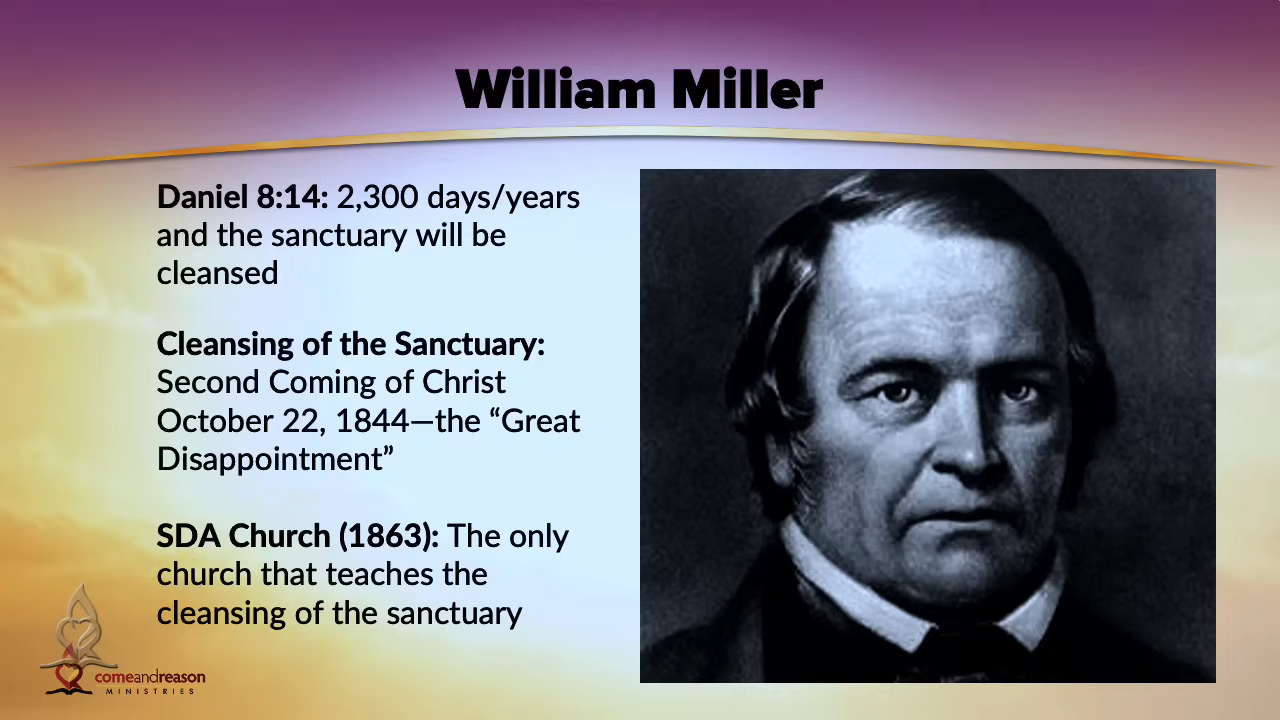 William Miller
Daniel 8:14: 2,300 days/years
and the sanctuary will be
cleansed
Cleansing of the Sanctuary:
Second Coming of Christ
October 22, 1844—the “Great
Disappointment”
SDA Church (1863): The only
church that teaches the
cleansing of the sanctuary
comeandreason
MINISTRIES